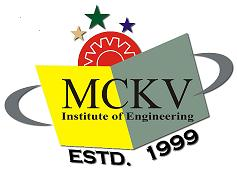 MCKV
Institute of Engineering
ESTD. 1999